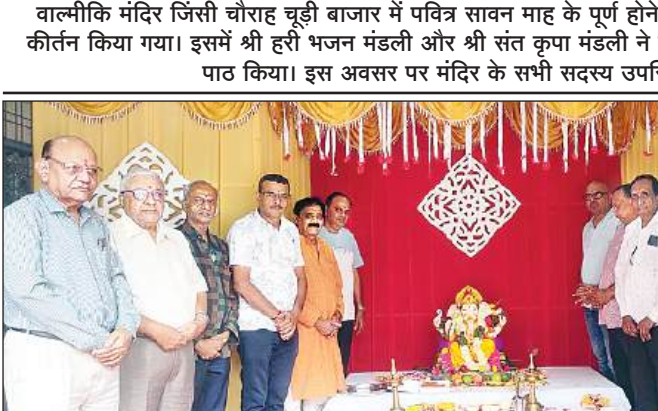 वाल्मीकि मंदिर जिंसी चौराह चूड़ी बाजार में पवित्र सावन माह के पूर्ण होने
कीर्तन किया गया। इसमें श्री हरी भजन मंडली और श्री संत कृपा मंडली ने
पाठ किया। इस अवसर पर मंदिर के सभी सदस्य